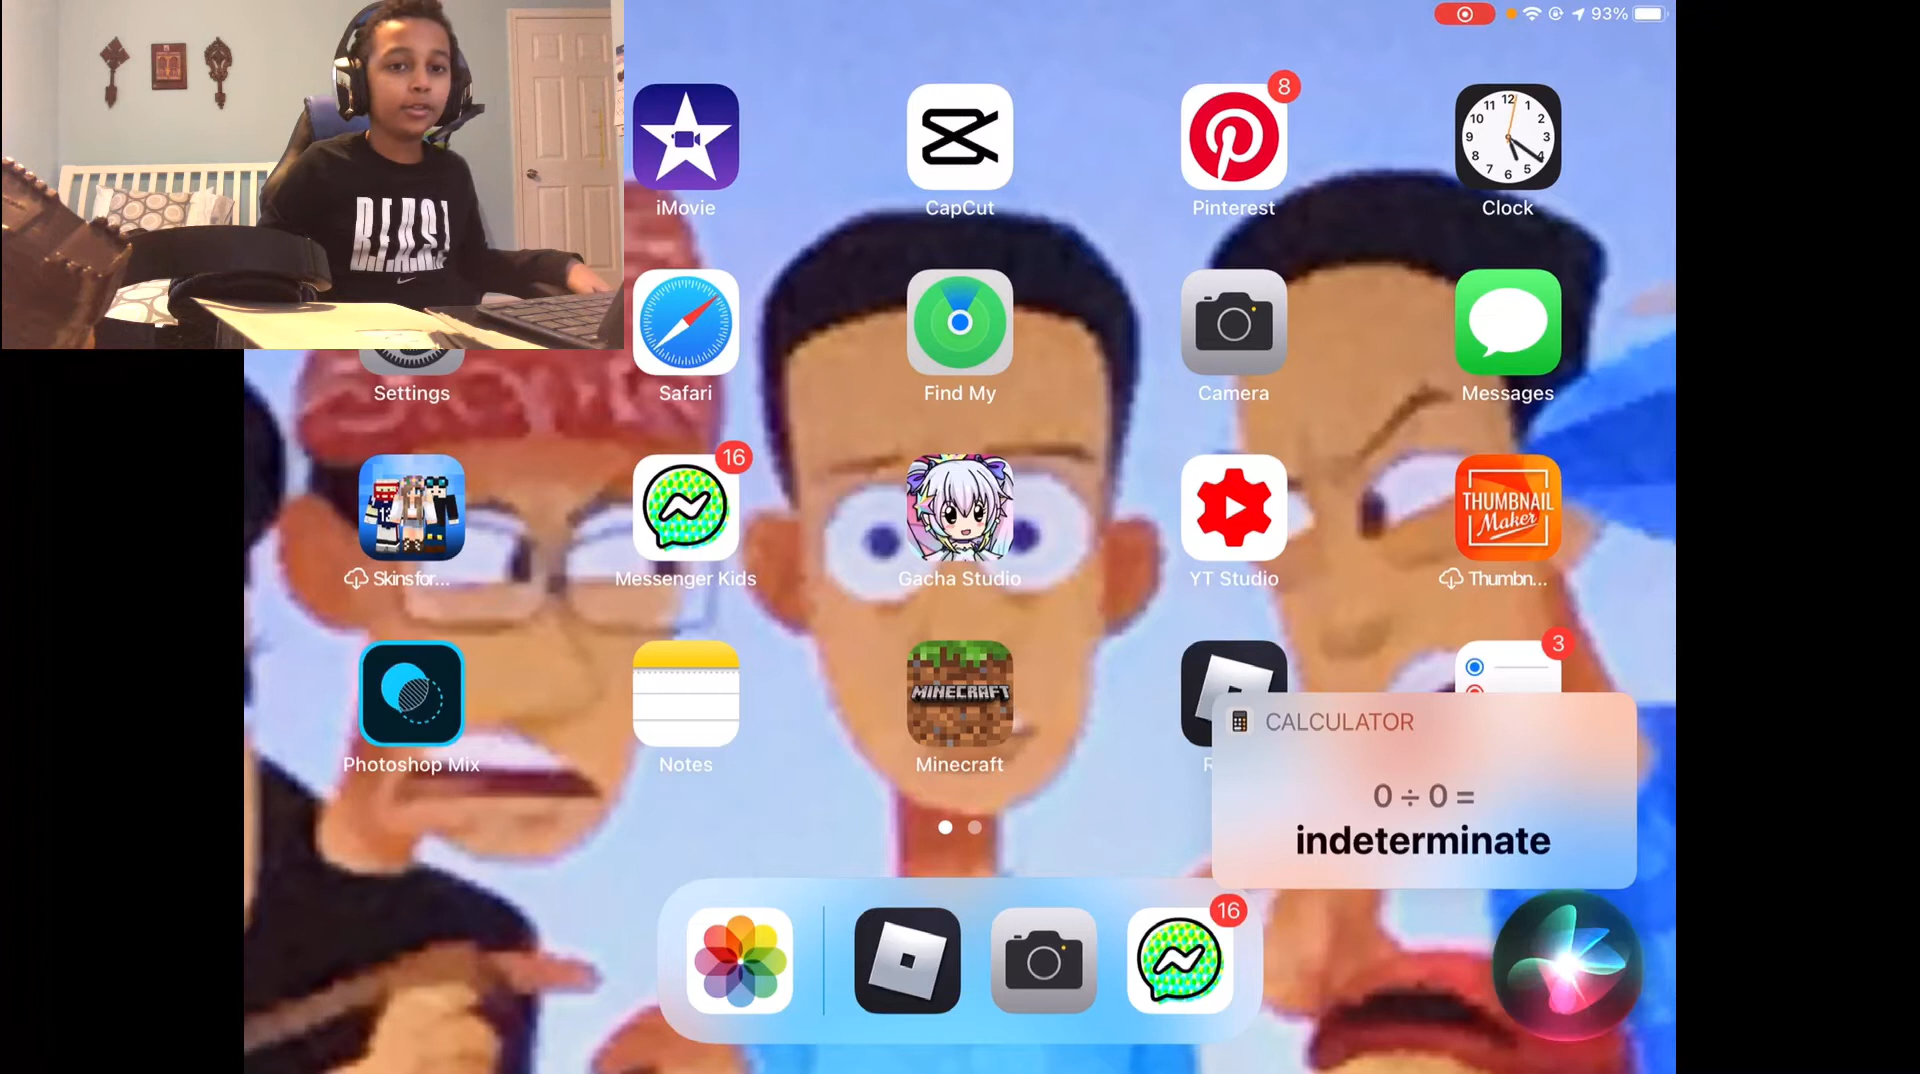 93%
8
12
11
1
10
2
9
3
8
7
5
6
iMovie
CapCut
Pinterest
Clock
B.E.A.S.T
Settings
Safari
Find My
Camera
Messages
16
THUMBNAIL
Maker
Skins for...
Messenger Kids
Gacha Studio
YT Studio
Thumbn...
3
MINECRAFT
CALCULATOR
Photoshop Mix
Notes
Minecraft
0 ÷ 0 =
indeterminate
16